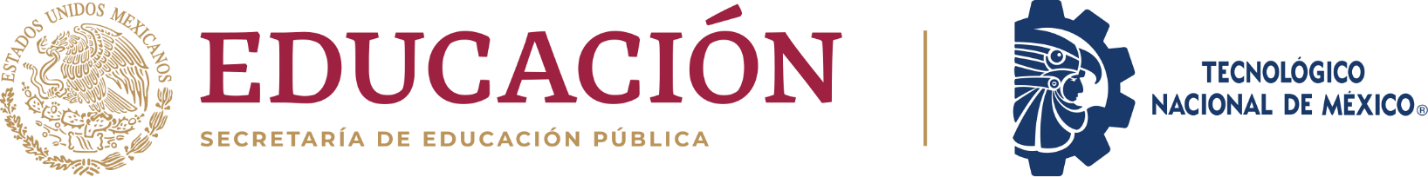 ESTADOS UNIDOS MEXICANOS
EDUCACIÓN
SECRETARÍA DE EDUCACIÓN PÚBLICA
TECNOLÓGICO
NACIONAL DE MÉXICO®